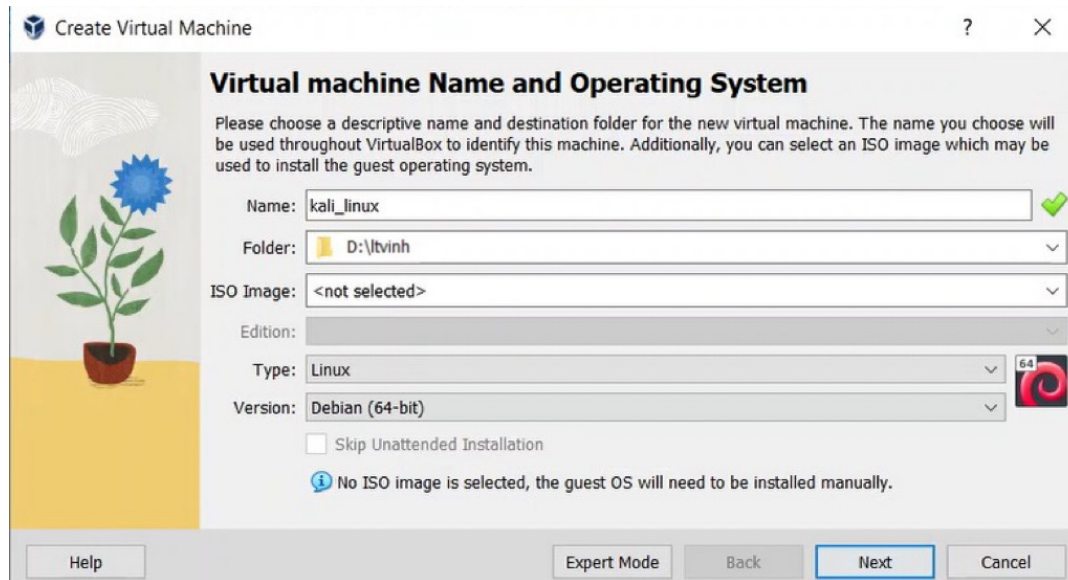 Create Virtual Machine
?
Virtual machine Name and Operating System
Please choose a descriptive name and destination folder for the new virtual machine. The name you choose will
be used throughout VirtualBox to identify this machine. Additionally, you can select an ISO image which may be
used to install the guest operating system.
Name: kali_linux
Folder: D:\ltvinh
ISO Image: <not selected>
Edition:
Type: Linux
64
Version: Debian (64-bit)
Skip Unattended Installation
No ISO image is selected, the guest OS will need to be installed manually.
Help Expert Mode Back Next Cancel